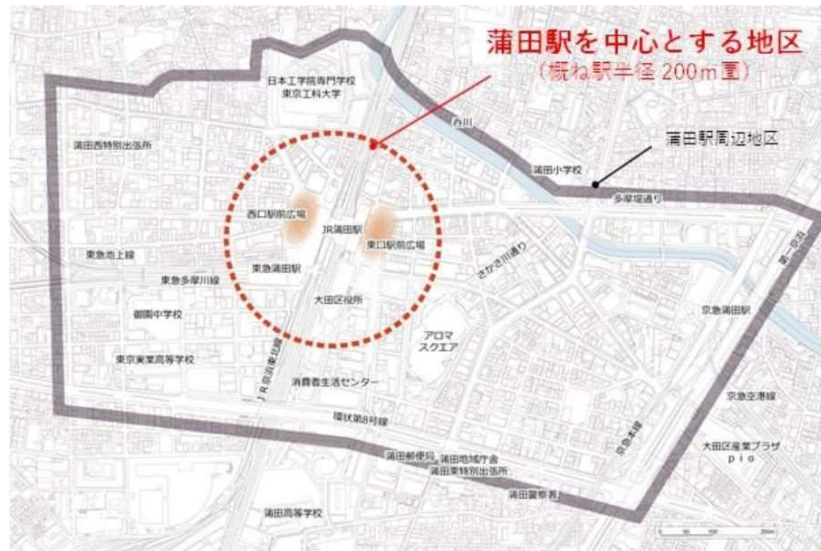 蒲田駅を中心とする地区
（概ね駅半径 200m圏）
日本工学院専門学校
東京工科大学
呑川
蒲田駅周辺地区
蒲田西特別出張所
蒲田小学校
多摩堤通り
西口駅前広場
JR蒲田駅
東口駅前広場
第一京浜
さかさ川通り
東急池上線
東急多摩川線
東急蒲田駅
大田区役所
御園中学校
京急蒲田駅
アロマ
スクエア
東京実業高等学校
JR京浜東北線
消費者生活センター
京急空港線
環状第8号線
京急本線
大田区産業プラザ
pio
蒲田郵便局
蒲田地域庁舎
蒲田東特別出張所
蒲田警察署
蒲田高等学校